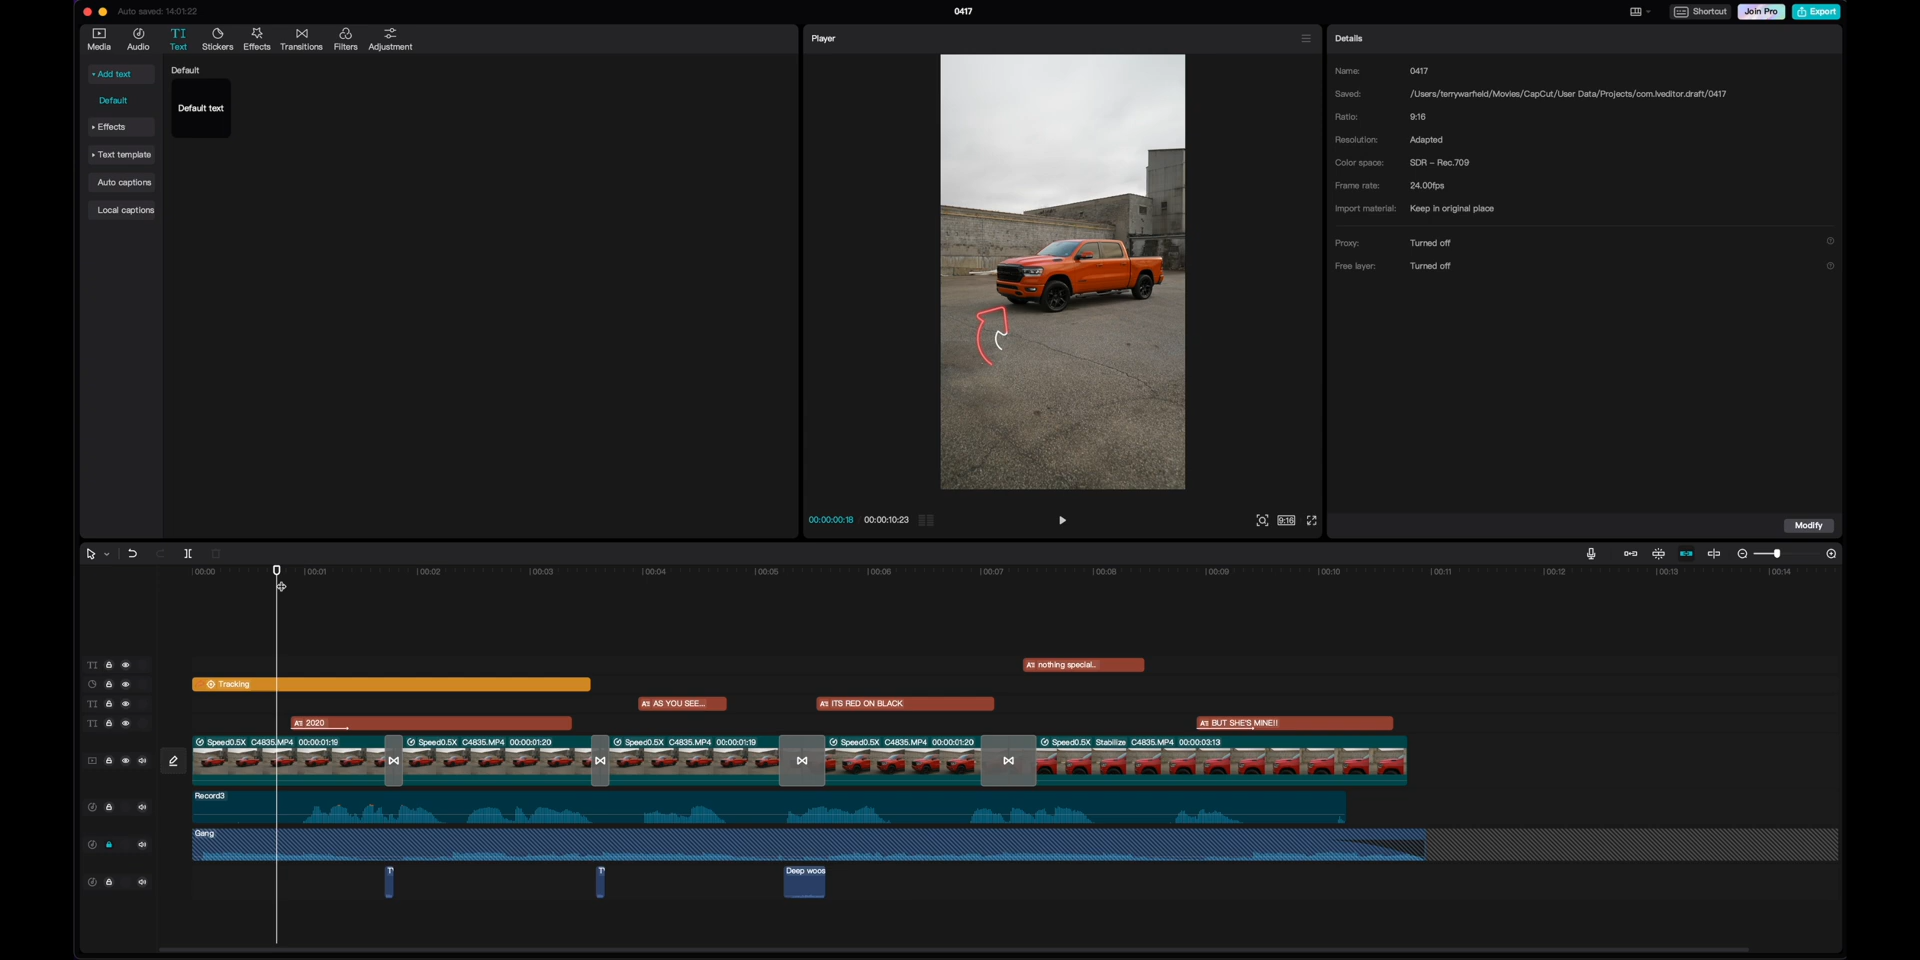 Auto saved: 14:01:22
0417
Shortcut
Join Pro
Export
Media
Audio
TI
Text
Stickers
Effects
Transitions
Filters
Adjustment
Add text
Default
Effects
Text template
Auto captions
Local captions
Default
Default text
Player
00:00:00:18
00:00:10:23
9:16
Details
Name: 0417
Saved: /Users/terrywarfield/Movies/CapCut/User Data/Projects/com.lveditor.draft/0417
Ratio: 9:16
Resolution: Adapted
Color space: SDR – Rec.709
Frame rate: 24.00fps
Import material: Keep in original place
Proxy: Turned off
Free layer: Turned off
Modify
00:00 00:01 00:02 00:03 00:04 00:05 00:06 00:07 00:08 00:09 00:10 00:11 00:12 00:13 00:14
TI nothing special..
Tracking
TI AS YOU SEE... ITS RED ON BLACK
TI 2020 BUT SHE'S MINE!!
Speed0.5X C4835.MP4 00:00:01:19 Speed0.5X C4835.MP4 00:00:01:20 Speed0.5X C4835.MP4 00:00:01:19 Speed0.5X C4835.MP4 00:00:01:20 Speed0.5X Stabilize C4835.MP4 00:00:03:13
Record3
Gang
Deep woos